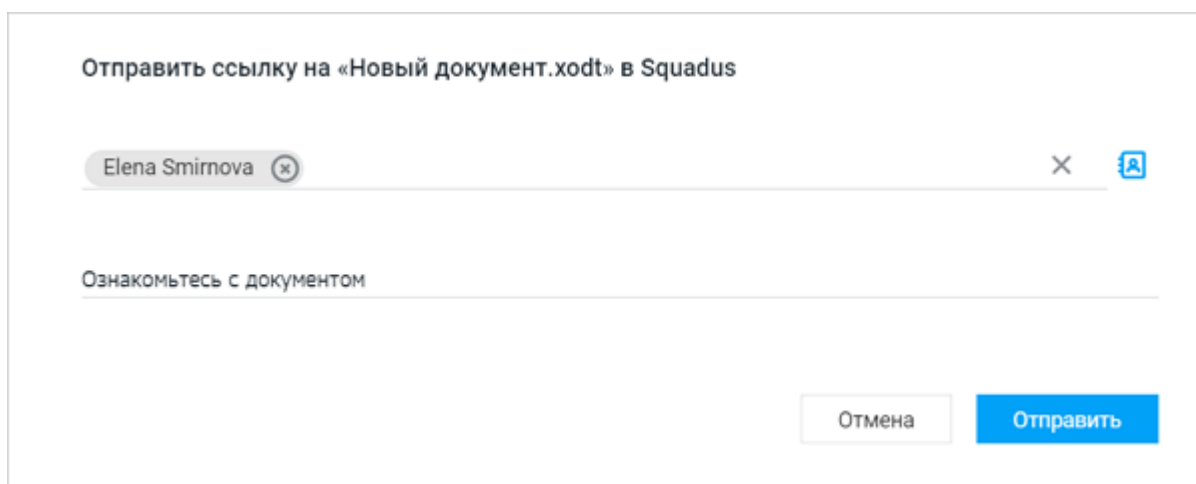 Отправить ссылку на «Новый документ.xodt» в Squadus
Elena Smirnova
Ознакомьтесь с документом
Отмена Отправить